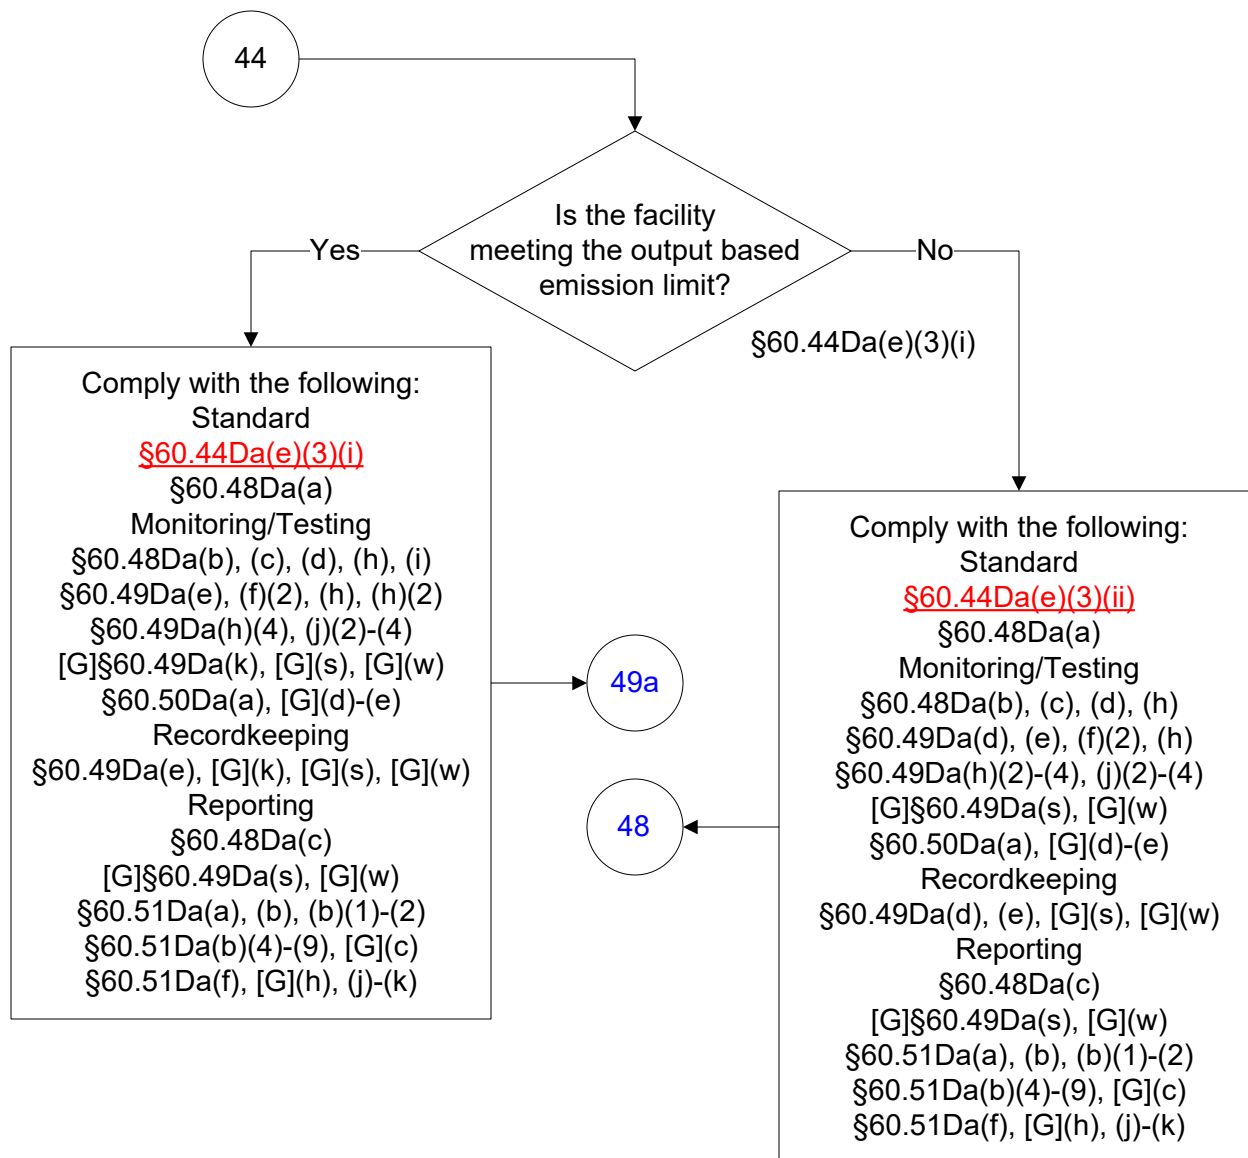 44
Is the facility
meeting the output based
emission limit?
Yes
No
§60.44Da(e)(3)(i)
Comply with the following:
Standard
§60.44Da(e)(3)(i)
§60.48Da(a)
Monitoring/Testing
§60.48Da(b), (c), (d), (h), (i)
§60.49Da(e), (f)(2), (h), (h)(2)
§60.49Da(h)(4), (j)(2)-(4)
[G]§60.49Da(k), [G](s), [G](w)
§60.50Da(a), [G](d)-(e)
Recordkeeping
§60.49Da(e), [G](k), [G](s), [G](w)
Reporting
§60.48Da(c)
[G]§60.49Da(s), [G](w)
§60.51Da(a), (b), (b)(1)-(2)
§60.51Da(b)(4)-(9), [G](c)
§60.51Da(f), [G](h), (j)-(k)
49a
48
Comply with the following:
Standard
§60.44Da(e)(3)(ii)
§60.48Da(a)
Monitoring/Testing
§60.48Da(b), (c), (d), (h)
§60.49Da(d), (e), (f)(2), (h)
§60.49Da(h)(2)-(4), (j)(2)-(4)
[G]§60.49Da(s), [G](w)
§60.50Da(a), [G](d)-(e)
Recordkeeping
§60.49Da(d), (e), [G](s), [G](w)
Reporting
§60.48Da(c)
[G]§60.49Da(s), [G](w)
§60.51Da(a), (b), (b)(1)-(2)
§60.51Da(b)(4)-(9), [G](c)
§60.51Da(f), [G](h), (j)-(k)